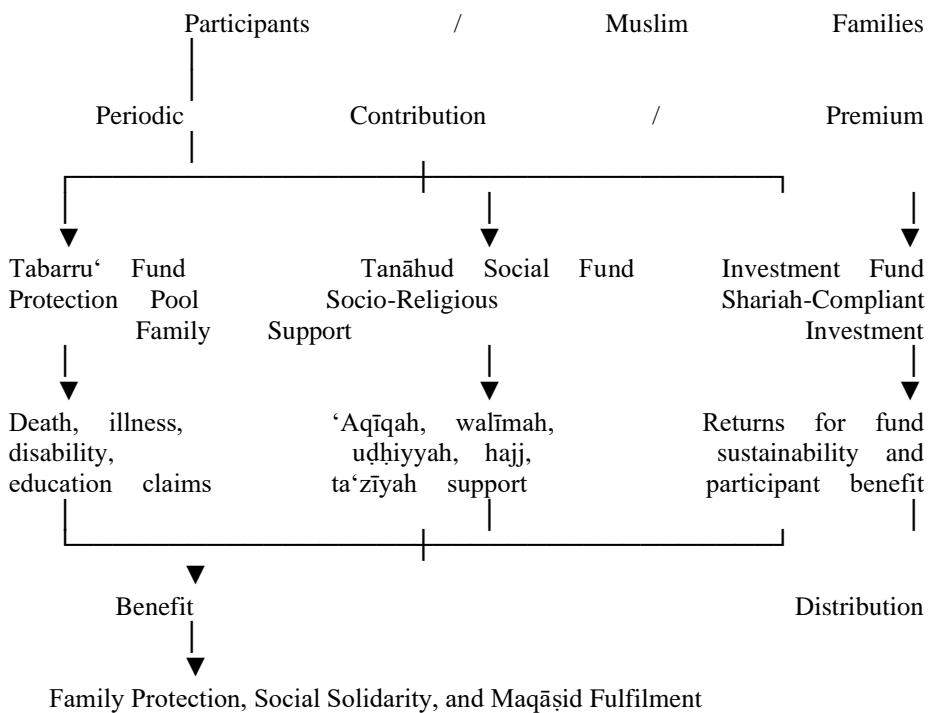 Participants / Muslim Families
Periodic Contribution / Premium
Tabarru‘ Fund Tanāhud Social Fund Investment Fund
Protection Pool Socio-Religious Shariah-Compliant
Family Support Investment
Death, illness, ‘Aqīqah, walīmah, Returns for fund
disability, uḍḥiyyah, hajj, sustainability and
education claims ta‘zīyah support participant benefit
Benefit Distribution
Family Protection, Social Solidarity, and Maqāṣid Fulfilment